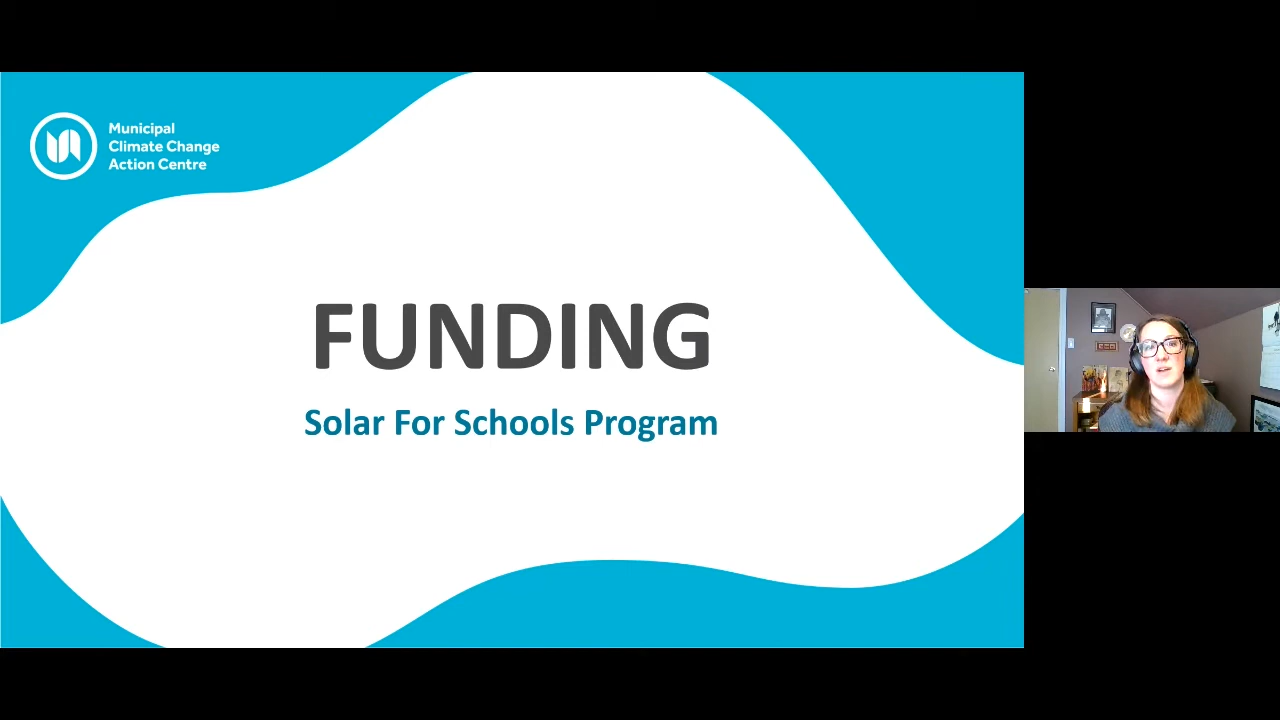 Municipal
Climate Change
Action Centre
FUNDING
Solar For Schools Program